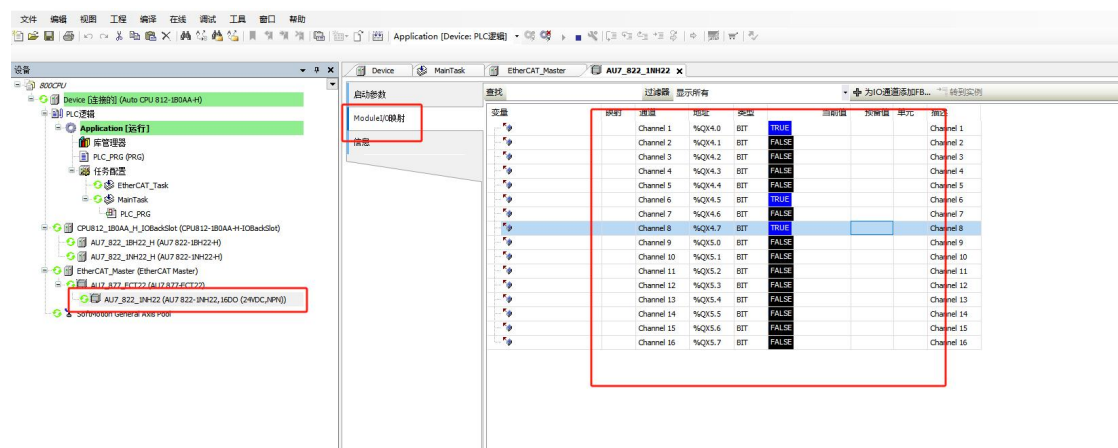 文件 编辑 视图 工程 编译 在线 调试 工具 窗口 帮助
Application [Device: PLC逻辑]
设备
Device MainTask EtherCAT_Master AU7_822_1NH22
800CPU
Device [连接的] (Auto CPU 812-1B0AA-H)
PLC逻辑
Application [运行]
库管理器
PLC_PRG (PRG)
任务配置
EtherCAT_Task
MainTask
PLC_PRG
CPU812_1B0AA_H_IOBackSlot (CPU812-1B0AA-H-IOBackSlot)
AU7_822_1BH22_H (AU7 822-1BH22-H)
AU7_822_1NH22_H (AU7 822-1NH22-H)
EtherCAT_Master (EtherCAT Master)
AU7_877_ECT22 (AU7 877-ECT22)
AU7_822_1NH22 (AU7 822-1NH22,16DO (24VDC,NPN))
SoftMotion General Axis Pool
启动参数
ModuleI/O映射
信息
查找 过滤器 显示所有 为IO通道添加FB... 转到实例
变量 映射 通道 地址 类型 当前值 预备值 单元 描述
Channel 1 %QX4.0 BIT TRUE Channel 1
Channel 2 %QX4.1 BIT FALSE Channel 2
Channel 3 %QX4.2 BIT FALSE Channel 3
Channel 4 %QX4.3 BIT FALSE Channel 4
Channel 5 %QX4.4 BIT FALSE Channel 5
Channel 6 %QX4.5 BIT TRUE Channel 6
Channel 7 %QX4.6 BIT FALSE Channel 7
Channel 8 %QX4.7 BIT TRUE Channel 8
Channel 9 %QX5.0 BIT FALSE Channel 9
Channel 10 %QX5.1 BIT FALSE Channel 10
Channel 11 %QX5.2 BIT FALSE Channel 11
Channel 12 %QX5.3 BIT FALSE Channel 12
Channel 13 %QX5.4 BIT FALSE Channel 13
Channel 14 %QX5.5 BIT FALSE Channel 14
Channel 15 %QX5.6 BIT FALSE Channel 15
Channel 16 %QX5.7 BIT FALSE Channel 16